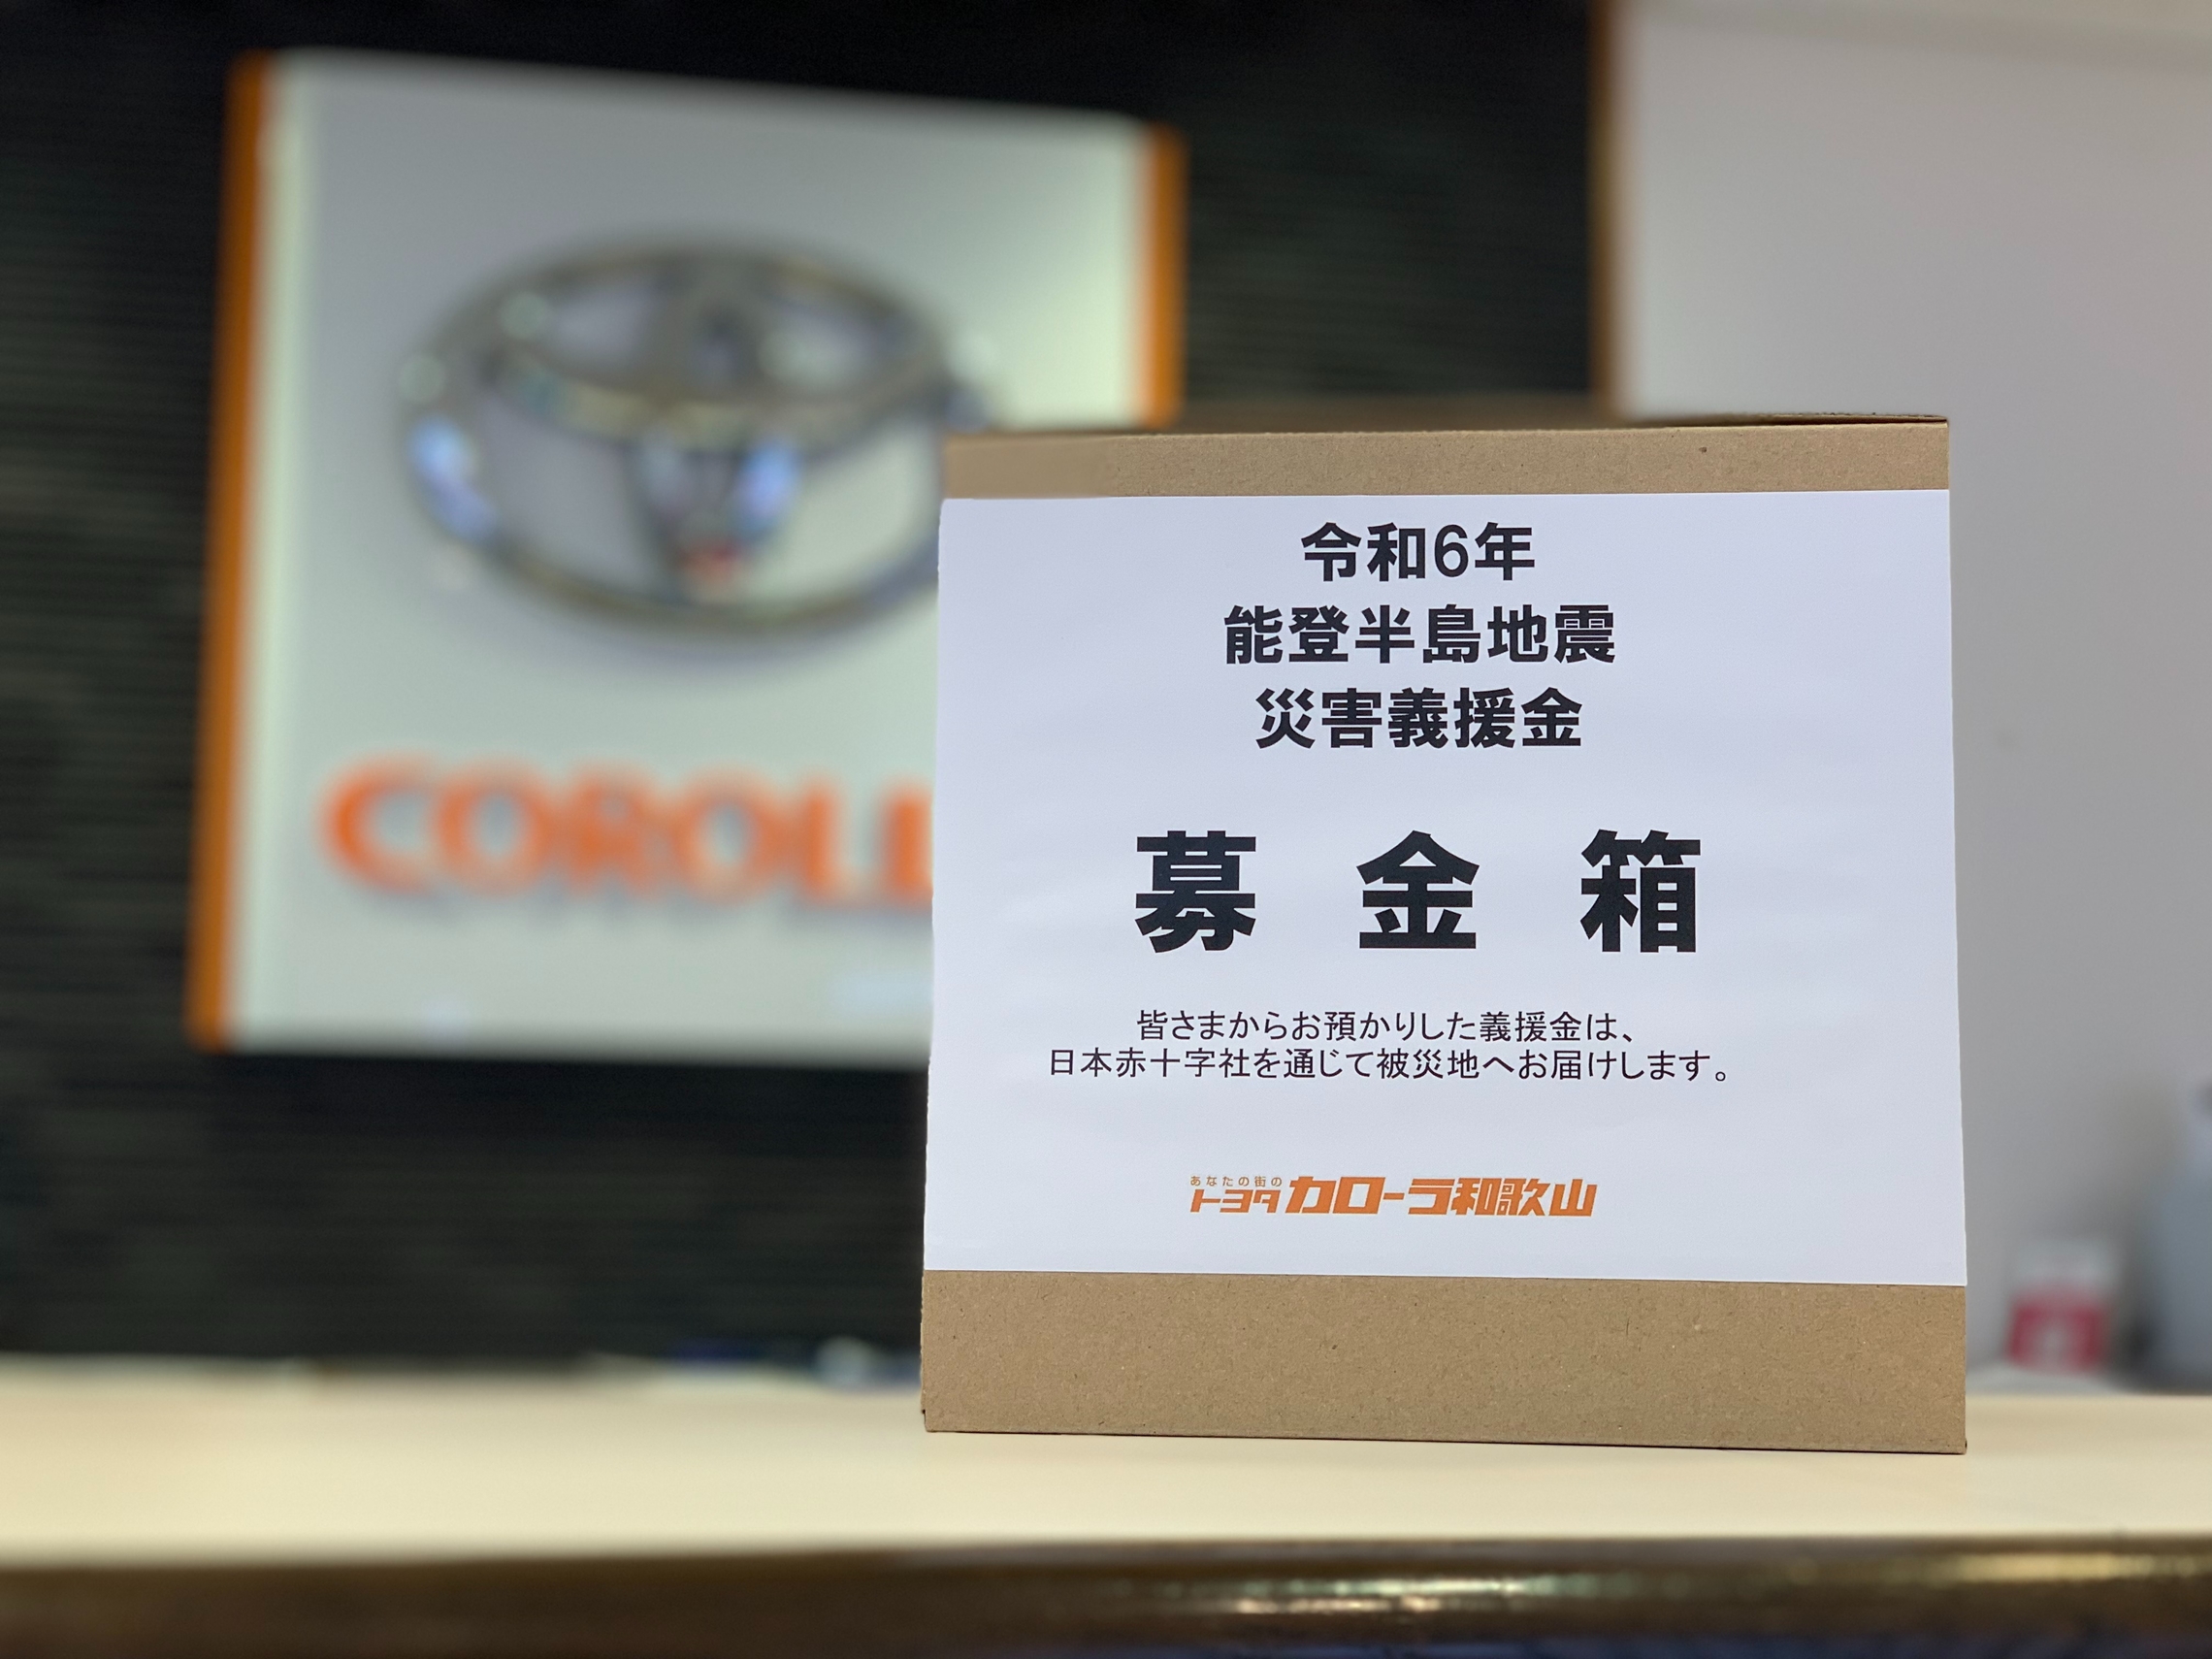 COROLL
令和6年
能登半島地震
災害義援金
募金箱
皆さまからお預かりした義援金は、
日本赤十字社を通じて被災地へお届けします。
あなたの街の
トヨタカローラ和歌山